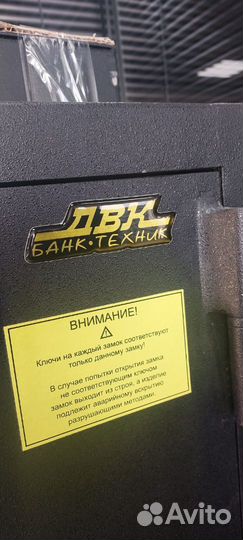 ДВК
БАНК·ТЕХНИК
ВНИМАНИЕ!
Ключи на каждый замок соответствуют
только данному замку!
В случае попытки открытия замка
не соответствующим ключом
замок выходит из строя, а изделие
подлежит аварийному вскрытию
разрушающими методами.
Avito